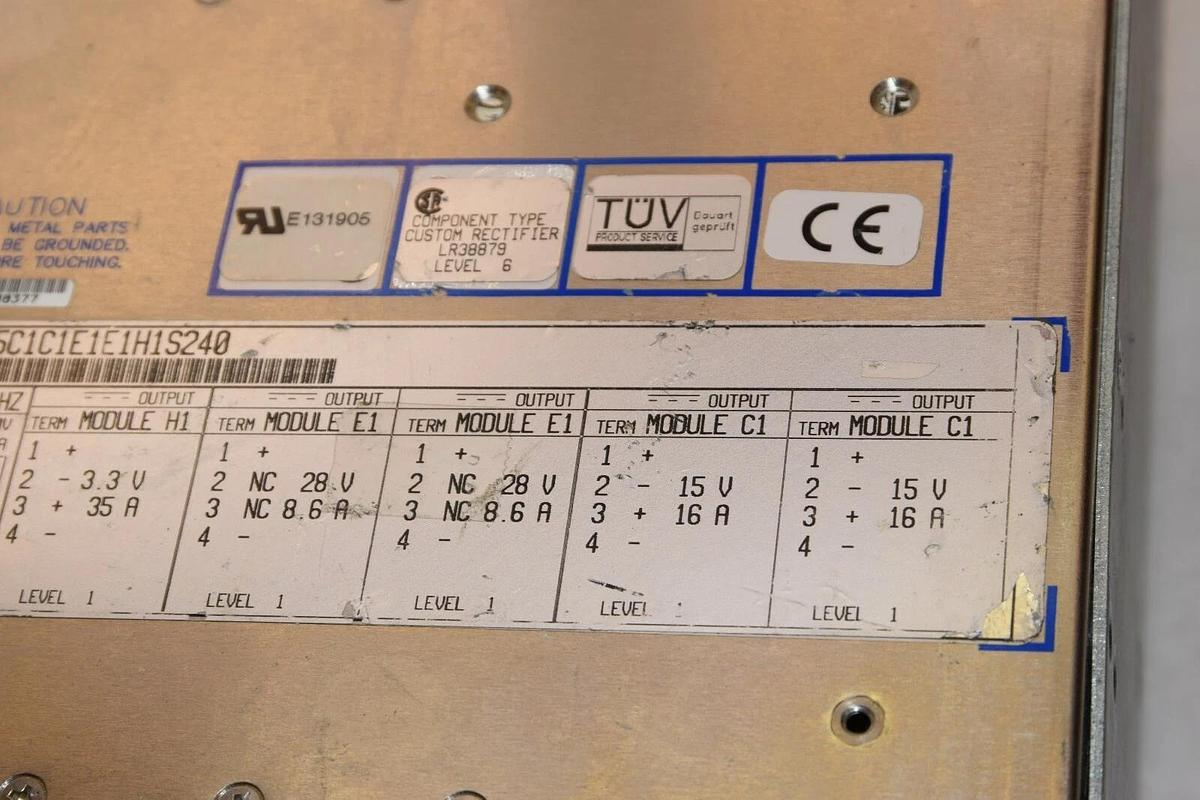 CAUTION
METAL PARTS
BE GROUNDED.
TOUCHING.
E131905
COMPONENT TYPE
CUSTOM RECTIFIER
LR38879
LEVEL 6
TÜV
PRODUCT SERVICE
Bauart
geprüft
CE
8377
5C1C1E1E1H1S240
HZ
OUTPUT OUTPUT OUTPUT OUTPUT OUTPUT
TERM MODULE H1 TERM MODULE E1 TERM MODULE E1 TERM MODULE C1 TERM MODULE C1
1 + 1 + 1 + 1 + 1 +
2 - 3.3 V 2 NC 28 V 2 NC 28 V 2 - 15 V 2 - 15 V
3 + 35 A 3 NC 8.6 A 3 NC 8.6 A 3 + 16 A 3 + 16 A
4 - 4 - 4 - 4 - 4 -
LEVEL 1 LEVEL 1 LEVEL 1 LEVEL LEVEL 1